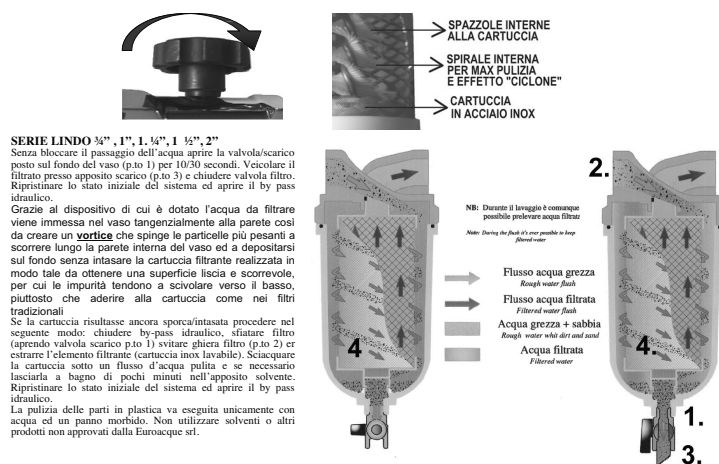 SPAZZOLE INTERNE
ALLA CARTUCCIA
SPIRALE INTERNA
PER MAX PULIZIA
E EFFETTO "CICLONE"
CARTUCCIA
IN ACCIAIO INOX
SERIE LINDO ¾” , 1”, 1. ¼”, 1 ½”, 2”
Senza bloccare il passaggio dell’acqua aprire la valvola/scarico
posto sul fondo del vaso (p.to 1) per 10/30 secondi. Veicolare il
filtrato presso apposito scarico (p.to 3) e chiudere valvola filtro.
Ripristinare lo stato iniziale del sistema ed aprire il by pass
idraulico.
Grazie al dispositivo di cui è dotato l’acqua da filtrare
viene immessa nel vaso tangenzialmente alla parete così
da creare un vortice che spinge le particelle più pesanti a
scorrere lungo la parete interna del vaso ed a depositarsi
sul fondo senza intasare la cartuccia filtrante realizzata in
modo tale da ottenere una superficie liscia e scorrevole,
per cui le impurità tendono a scivolare verso il basso,
piuttosto che aderire alla cartuccia come nei filtri
tradizionali
Se la cartuccia risultasse ancora sporca/intasata procedere nel
seguente modo: chiudere by-pass idraulico, sfiatare filtro
(aprendo valvola scarico p.to 1) svitare ghiera filtro (p.to 2) er
estrarre l’elemento filtrante (cartuccia inox lavabile). Sciacquare
la cartuccia sotto un flusso d’acqua pulita e se necessario
lasciarla a bagno di pochi minuti nell’apposito solvente.
Ripristinare lo stato iniziale del sistema ed aprire il by pass
idraulico.
La pulizia delle parti in plastica va eseguita unicamente con
acqua ed un panno morbido. Non utilizzare solventi o altri
prodotti non approvati dalla Euroacque srl.
4
NB: Durante il lavaggio è comunque
possibile prelevare acqua filtrata
Note: During the flush it's ever possible to keep
filtered water
Flusso acqua grezza
Rough water flush
Flusso acqua filtrata
Filtered water flush
Acqua grezza + sabbia
Rough water whit dirt and sand
Acqua filtrata
Filtered water
2.
4.
1.
3.